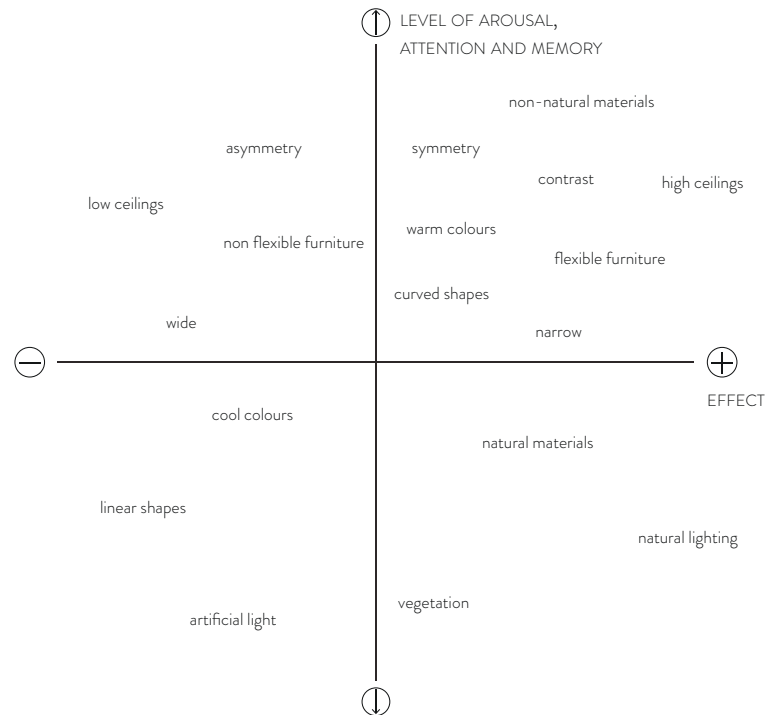 LEVEL OF AROUSAL,
ATTENTION AND MEMORY
non-natural materials
asymmetry
symmetry
contrast
high ceilings
low ceilings
warm colours
non flexible furniture
flexible furniture
curved shapes
wide
narrow
EFFECT
cool colours
natural materials
linear shapes
natural lighting
vegetation
artificial light